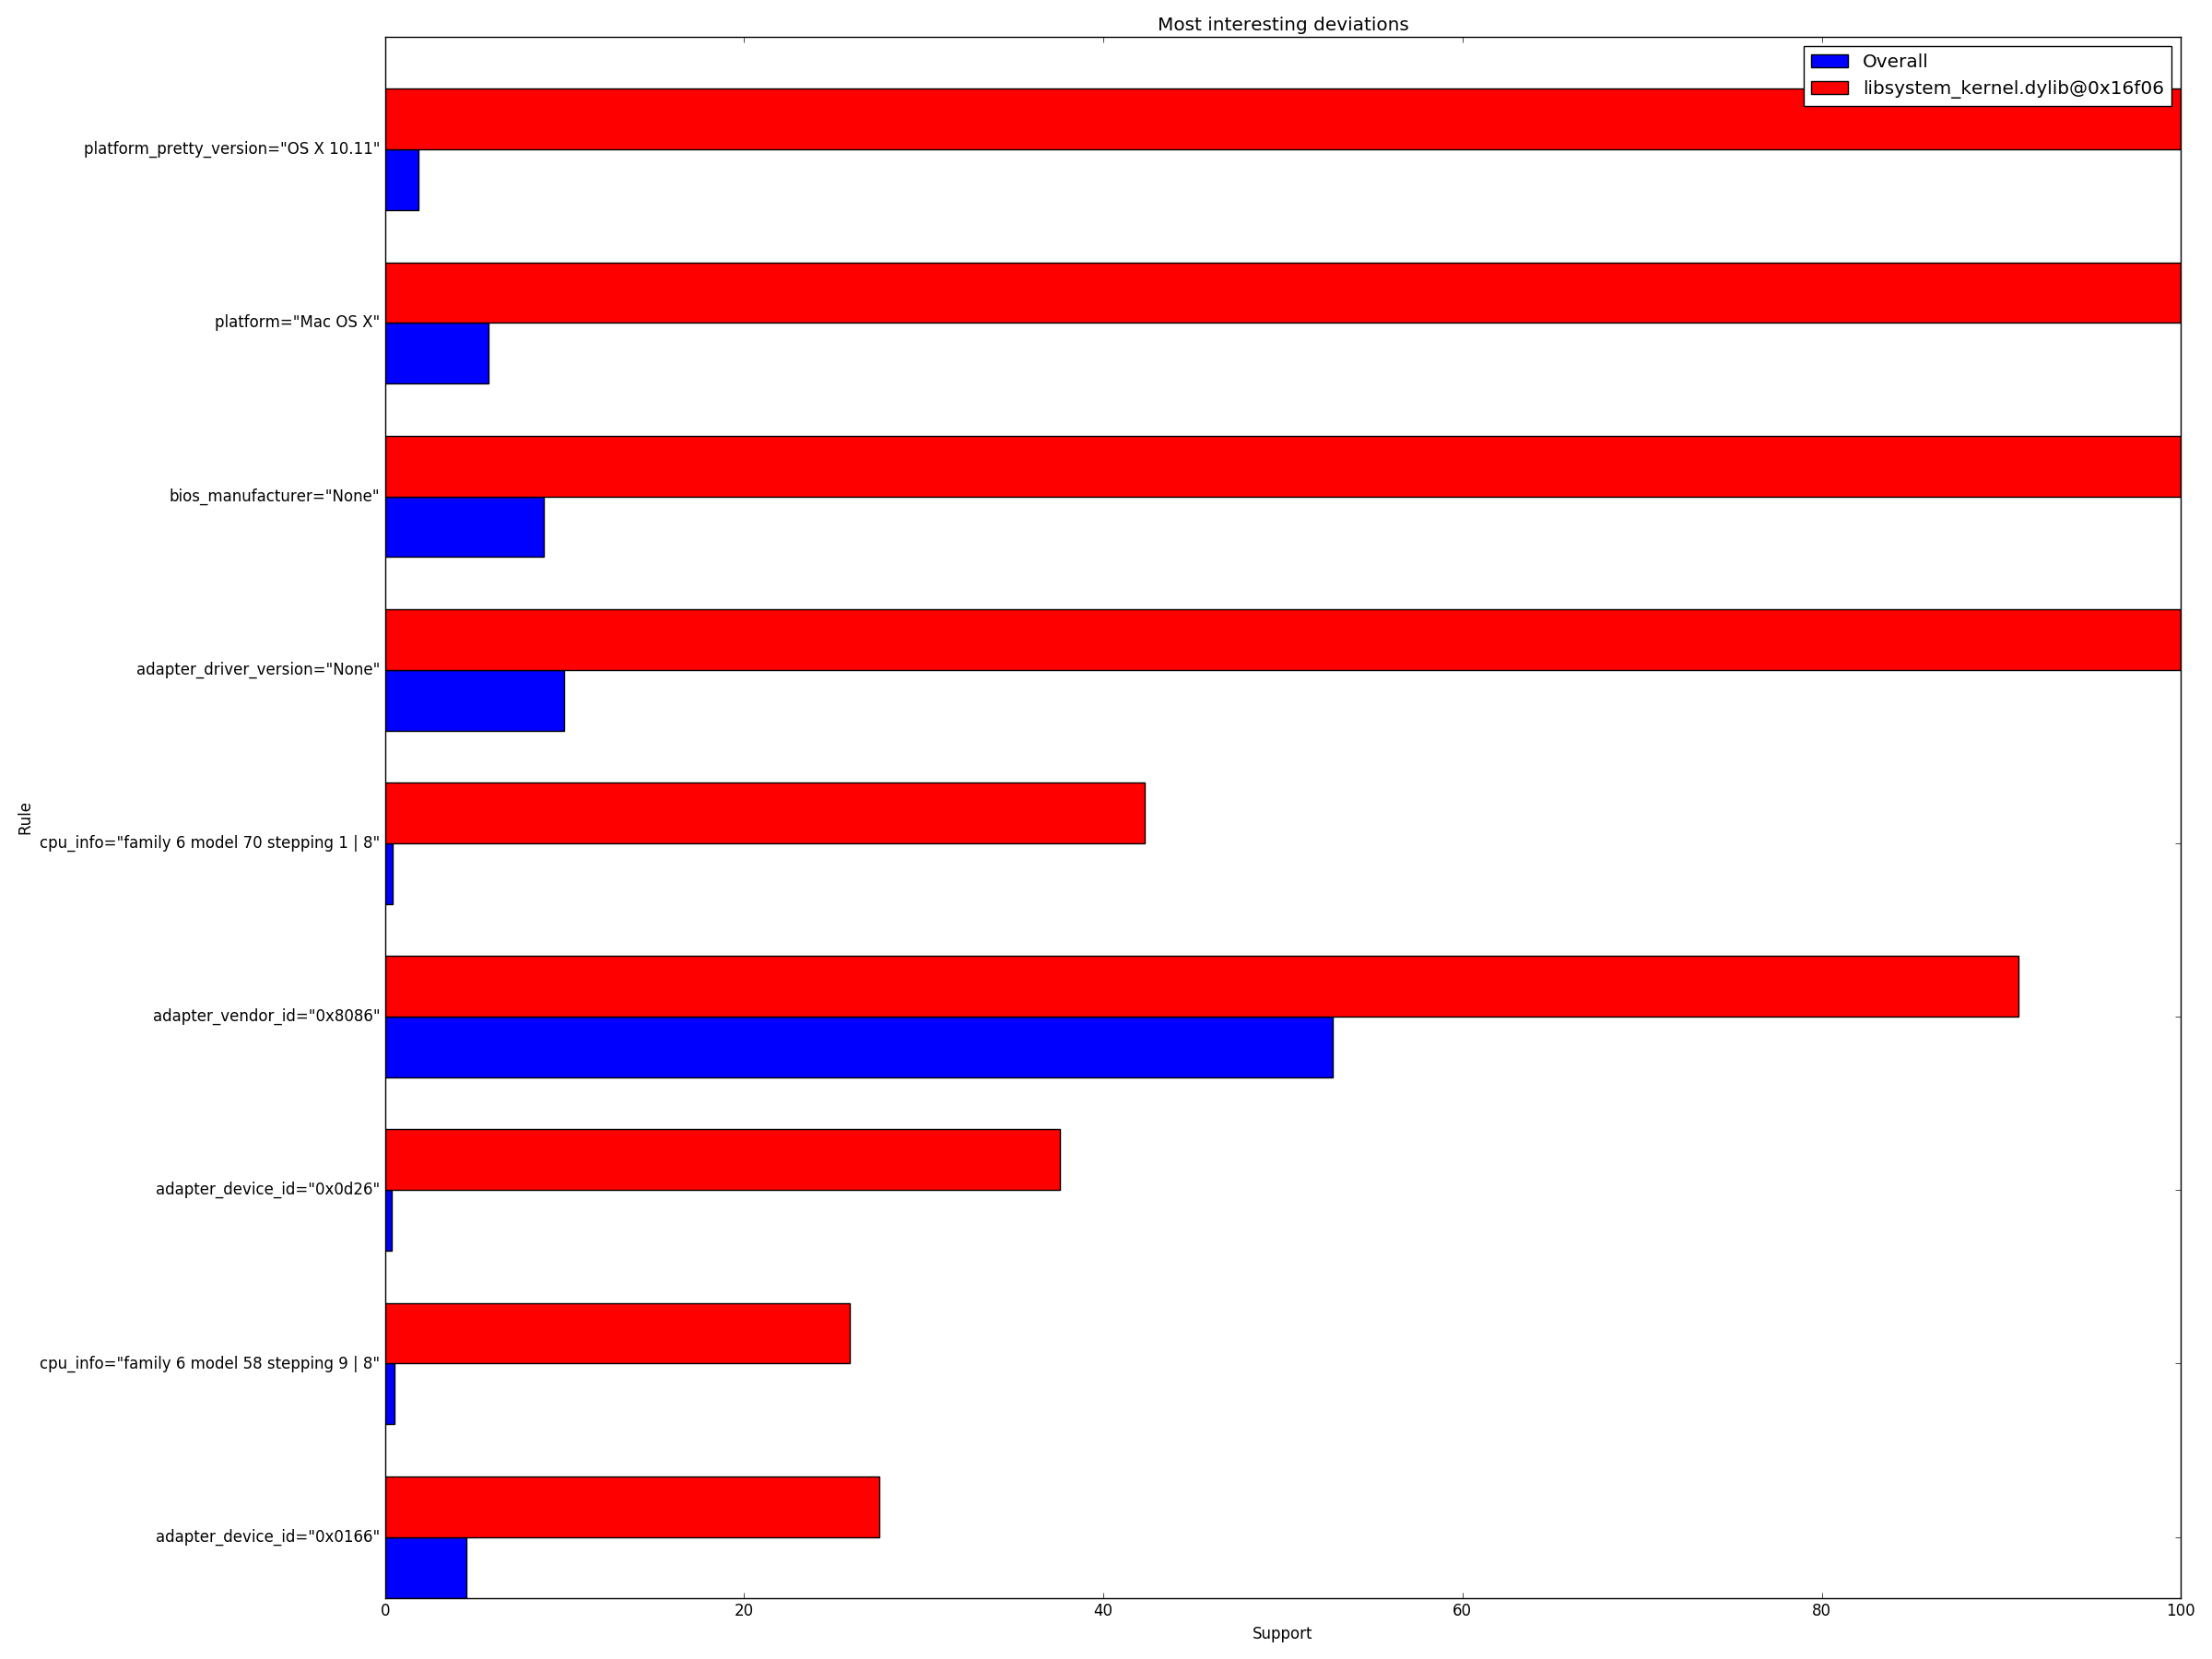 Most interesting deviations
Overall
libsystem_kernel.dylib@0x16f06
platform_pretty_version="OS X 10.11"
platform="Mac OS X"
bios_manufacturer="None"
adapter_driver_version="None"
Rule
cpu_info="family 6 model 70 stepping 1 | 8"
adapter_vendor_id="0x8086"
adapter_device_id="0x0d26"
cpu_info="family 6 model 58 stepping 9 | 8"
adapter_device_id="0x0166"
0 20 40 60 80 100
Support